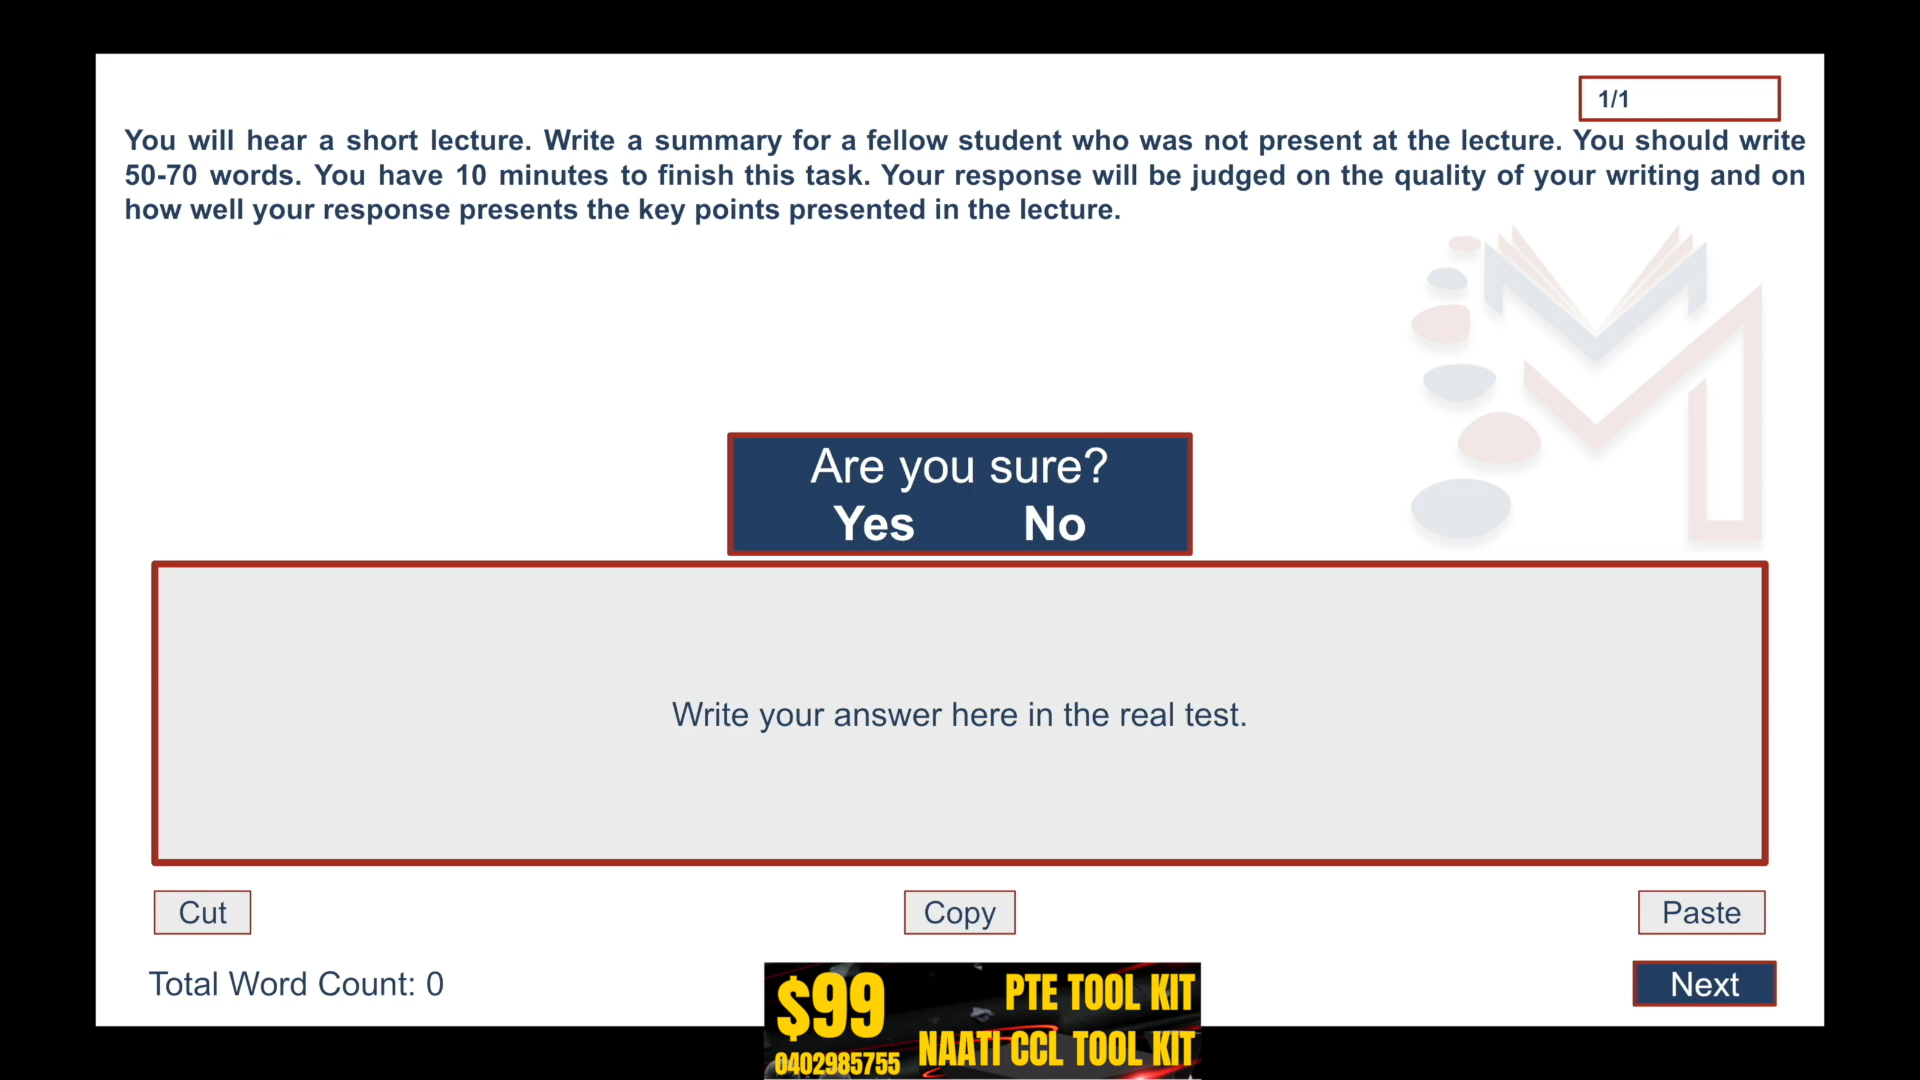 1/1
You will hear a short lecture. Write a summary for a fellow student who was not present at the lecture. You should write
50-70 words. You have 10 minutes to finish this task. Your response will be judged on the quality of your writing and on
how well your response presents the key points presented in the lecture.
Are you sure?
Yes No
Write your answer here in the real test.
Cut Copy Paste
Total Word Count: 0
Next
$99 PTE TOOL KIT
0402985755 NAATI CCL TOOL KIT